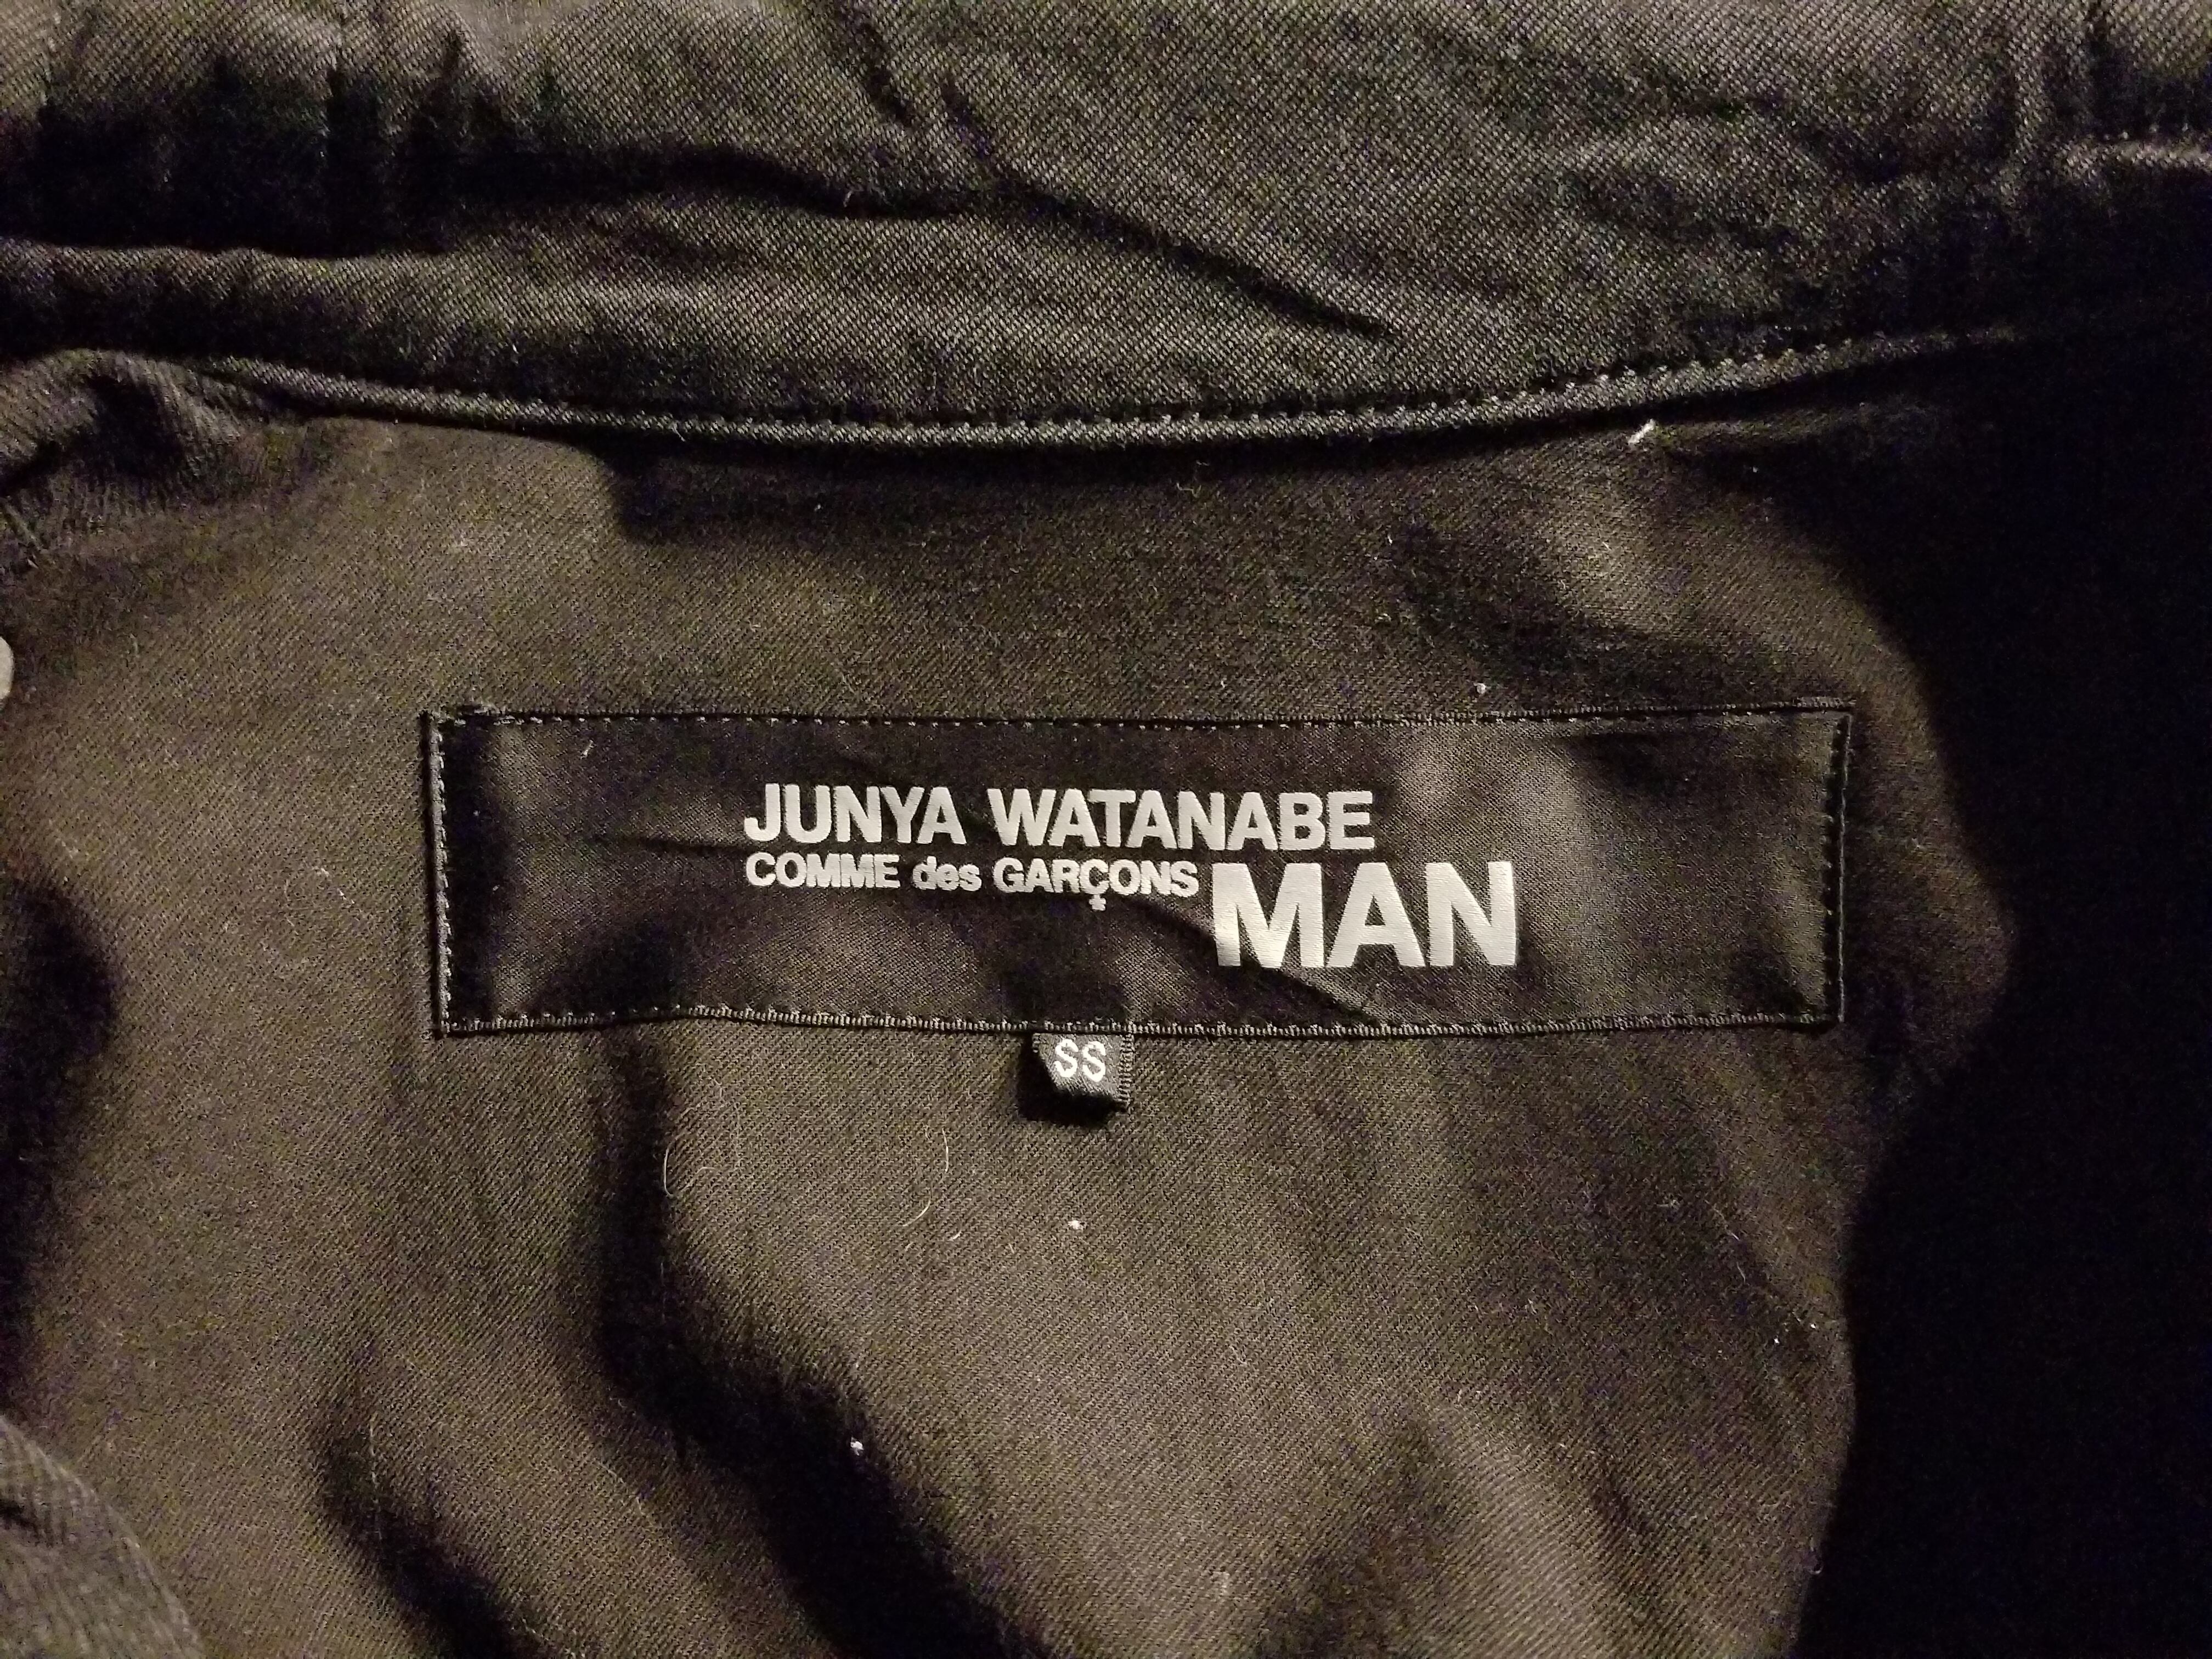 JUNYA WATANABE
COMME des GARÇONS MAN
SS